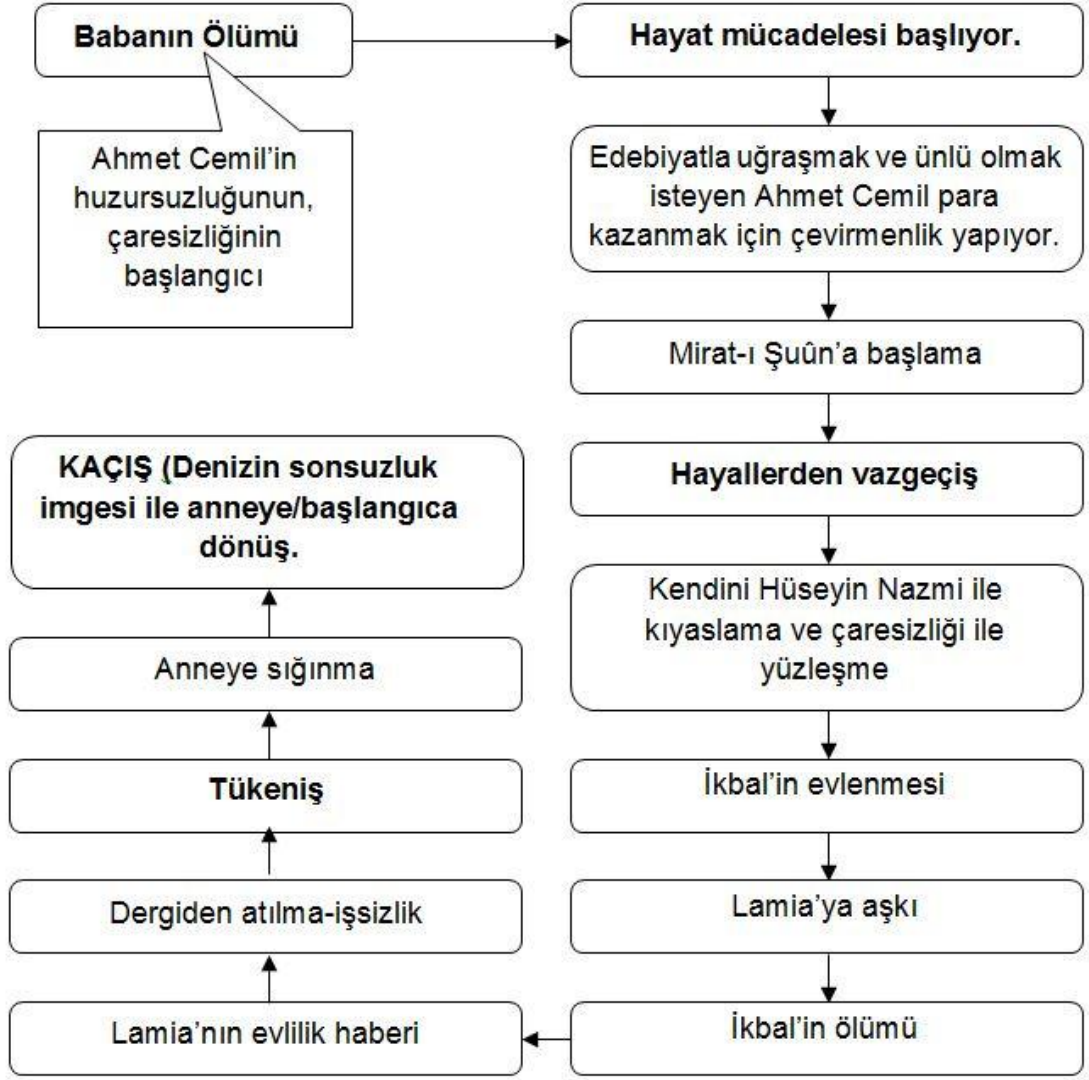 Babanın Ölümü
Ahmet Cemil’in
huzursuzluğunun,
çaresizliğinin
başlangıcı
Hayat mücadelesi başlıyor.
Edebiyatla uğraşmak ve ünlü olmak
isteyen Ahmet Cemil para
kazanmak için çevirmenlik yapıyor.
Mirat-ı Şuûn’a başlama
Hayallerden vazgeçiş
Kendini Hüseyin Nazmi ile
kıyaslama ve çaresizliği ile
yüzleşme
İkbal’in evlenmesi
Lamia’ya aşkı
İkbal’in ölümü
Lamia’nın evlilik haberi
Dergiden atılma-işsizlik
Tükeniş
Anneye sığınma
KAÇIŞ (Denizin sonsuzluk
imgesi ile anneye/başlangıca
dönüş.